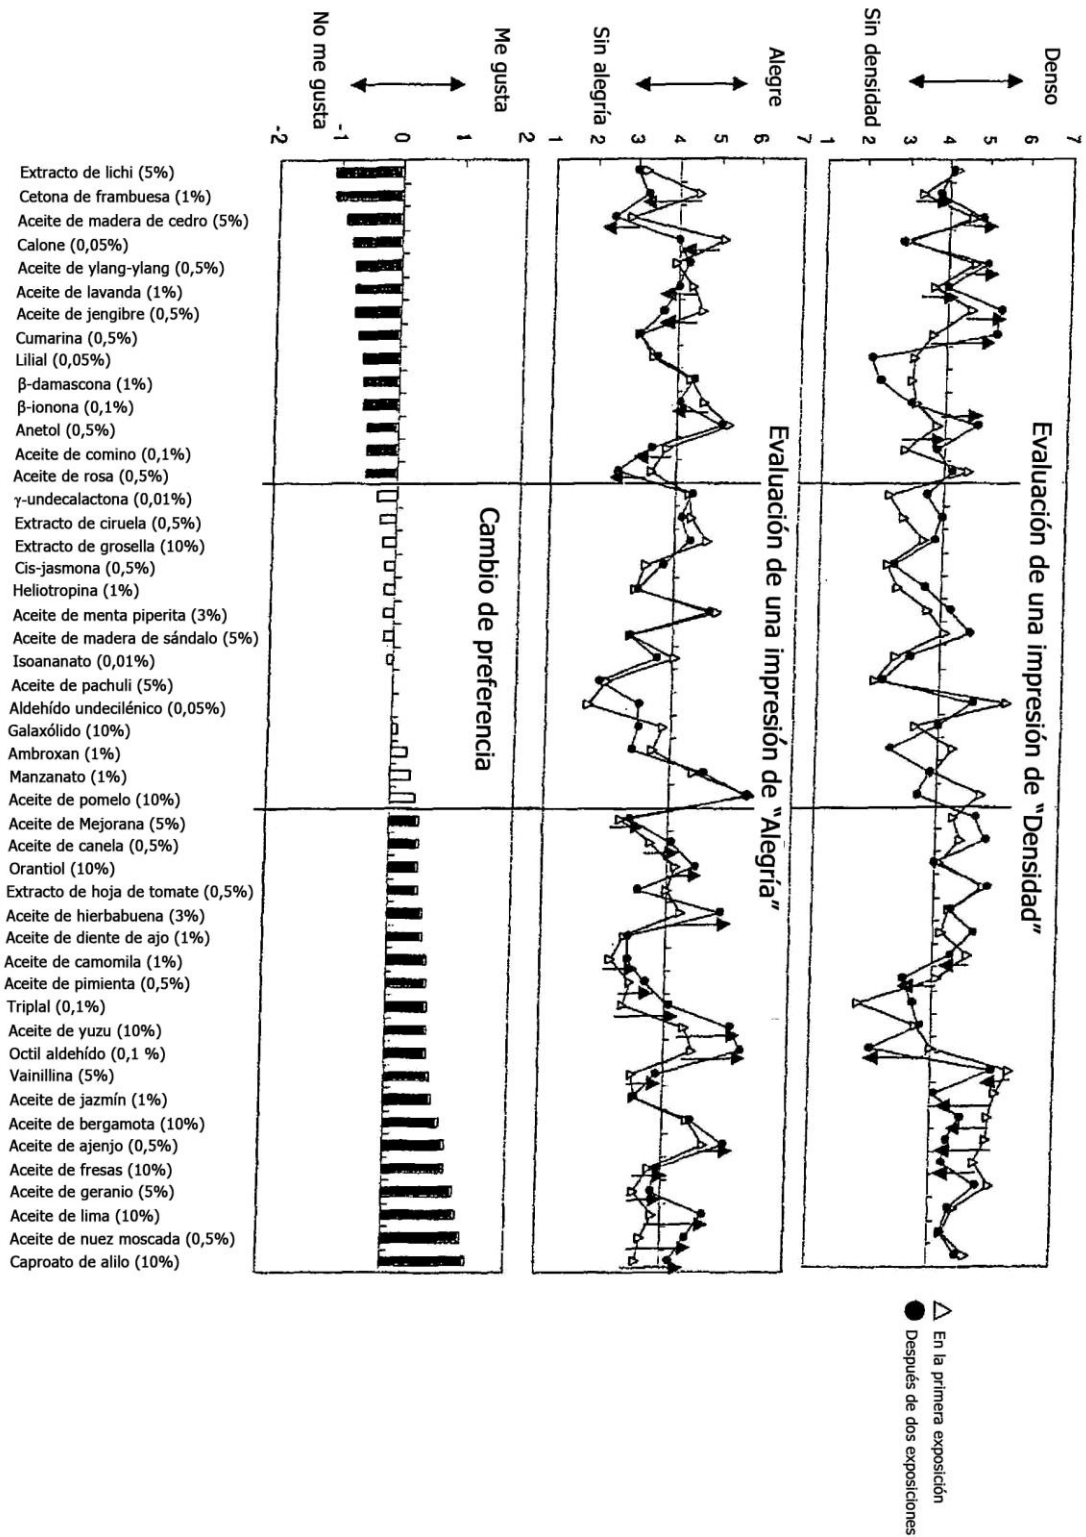 Denso
Sin densidad
Alegre
Sin alegría
Me gusta
No me gusta
7
6
5
4
3
2
1
7
6
5
4
3
2
1
2
1
0
-1
-2
Evaluación de una impresión de "Densidad"
Evaluación de una impresión de "Alegría"
Cambio de preferencia
Extracto de lichi (5%)
Cetona de frambuesa (1%)
Aceite de madera de cedro (5%)
Calone (0,05%)
Aceite de ylang-ylang (0,5%)
Aceite de lavanda (1%)
Aceite de jengibre (0,5%)
Cumarina (0,5%)
Lilial (0,05%)
β-damascona (1%)
β-ionona (0,1%)
Anetol (0,5%)
Aceite de comino (0,1%)
Aceite de rosa (0,5%)
γ-undecalactona (0,01%)
Extracto de ciruela (0,5%)
Extracto de grosella (10%)
Cis-jasmona (0,5%)
Heliotropina (1%)
Aceite de menta piperita (3%)
Aceite de madera de sándalo (5%)
Isoananato (0,01%)
Aceite de pachuli (5%)
Aldehído undecilénico (0,05%)
Galaxólido (10%)
Ambroxan (1%)
Manzanato (1%)
Aceite de pomelo (10%)
Aceite de Mejorana (5%)
Aceite de canela (0,5%)
Orantiol (10%)
Extracto de hoja de tomate (0,5%)
Aceite de hierbabuena (3%)
Aceite de diente de ajo (1%)
Aceite de camomila (1%)
Aceite de pimienta (0,5%)
Triplal (0,1%)
Aceite de yuzu (10%)
Octil aldehído (0,1 %)
Vainillina (5%)
Aceite de jazmín (1%)
Aceite de bergamota (10%)
Aceite de ajenjo (0,5%)
Aceite de fresas (10%)
Aceite de geranio (5%)
Aceite de lima (10%)
Aceite de nuez moscada (0,5%)
Caproato de alilo (10%)
En la primera exposición
Después de dos exposiciones